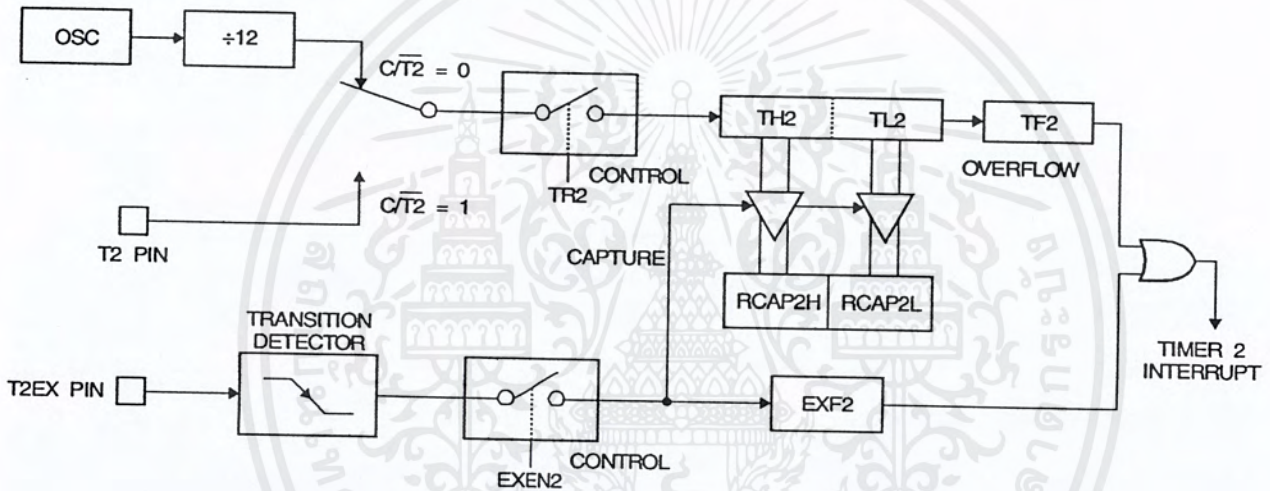 OSC
÷12
C/T2 = 0
TH2
TL2
TF2
OVERFLOW
CONTROL
TR2
C/T2 = 1
T2 PIN
CAPTURE
RCAP2H
RCAP2L
TRANSITION
DETECTOR
TIMER 2
INTERRUPT
T2EX PIN
EXF2
CONTROL
EXEN2